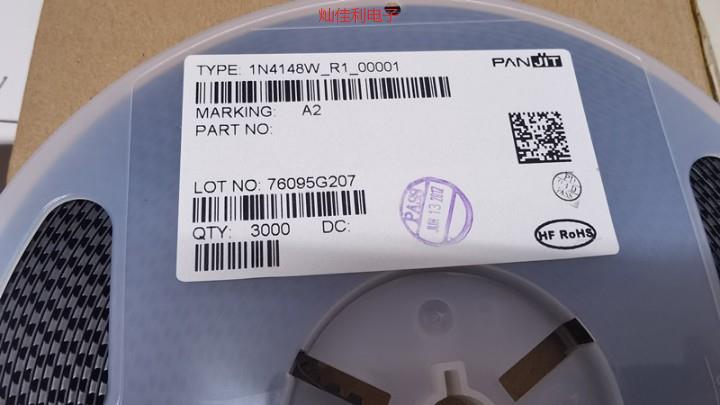 灿佳利电子
TYPE: 1N4148W_R1_00001
PANJIT
MARKING: A2
PART NO:
LOT NO: 76095G207
PASS
JUN 13 2017
QTY: 3000 DC:
HF RoHS